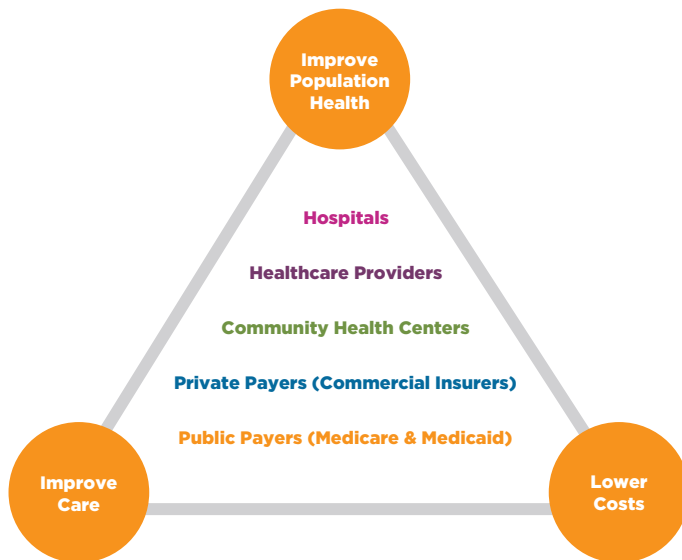 Improve
Population
Health
Hospitals
Healthcare Providers
Community Health Centers
Private Payers (Commercial Insurers)
Public Payers (Medicare & Medicaid)
Improve
Care
Lower
Costs